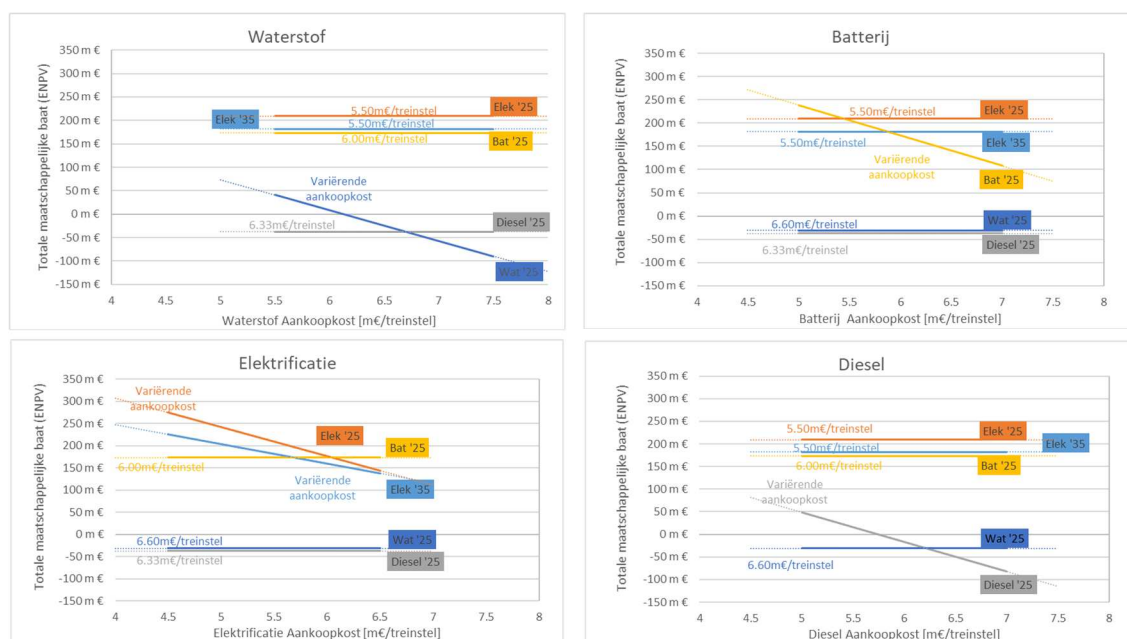 Waterstof
Totale maatschappelijke baat (ENPV)
350 m €
300 m €
250 m €
200 m €
150 m €
100 m €
50 m €
0 m €
-50 m €
-100 m €
-150 m €
Elek '35
5.50m€/treinstel
Elek '25
5.50m€/treinstel
6.00m€/treinstel
Bat '25
Variërende
aankoopkost
6.33m€/treinstel
Diesel '25
Wat '25
4 4.5 5 5.5 6 6.5 7 7.5 8
Waterstof Aankoopkost [m€/treinstel]
Batterij
Totale maatschappelijke baat (ENPV)
350 m €
300 m €
250 m €
200 m €
150 m €
100 m €
50 m €
0 m €
-50 m €
-100 m €
-150 m €
5.50m€/treinstel
Elek '25
5.50m€/treinstel
Elek '35
Variërende
aankoopkost
Bat '25
6.60m€/treinstel
Wat '25
6.33m€/treinstel
Diesel '25
4 4.5 5 5.5 6 6.5 7 7.5 8
Batterij Aankoopkost [m€/treinstel]
Elektrificatie
Totale maatschappelijke baat (ENPV)
350 m €
300 m €
250 m €
200 m €
150 m €
100 m €
50 m €
0 m €
-50 m €
-100 m €
-150 m €
Variërende
aankoopkost
Elek '25
Bat '25
6.00m€/treinstel
Variërende
aankoopkost
Elek '35
6.60m€/treinstel
Wat '25
6.33m€/treinstel
Diesel '25
4 4.5 5 5.5 6 6.5 7 7.5 8
Elektrificatie Aankoopkost [m€/treinstel]
Diesel
Totale maatschappelijke baat (ENPV)
350 m €
300 m €
250 m €
200 m €
150 m €
100 m €
50 m €
0 m €
-50 m €
-100 m €
-150 m €
5.50m€/treinstel
Elek '25
5.50m€/treinstel
Elek '35
6.00m€/treinstel
Bat '25
Variërende
aankoopkost
Wat '25
6.60m€/treinstel
Diesel '25
4 4.5 5 5.5 6 6.5 7 7.5 8
Diesel Aankoopkost [m€/treinstel]